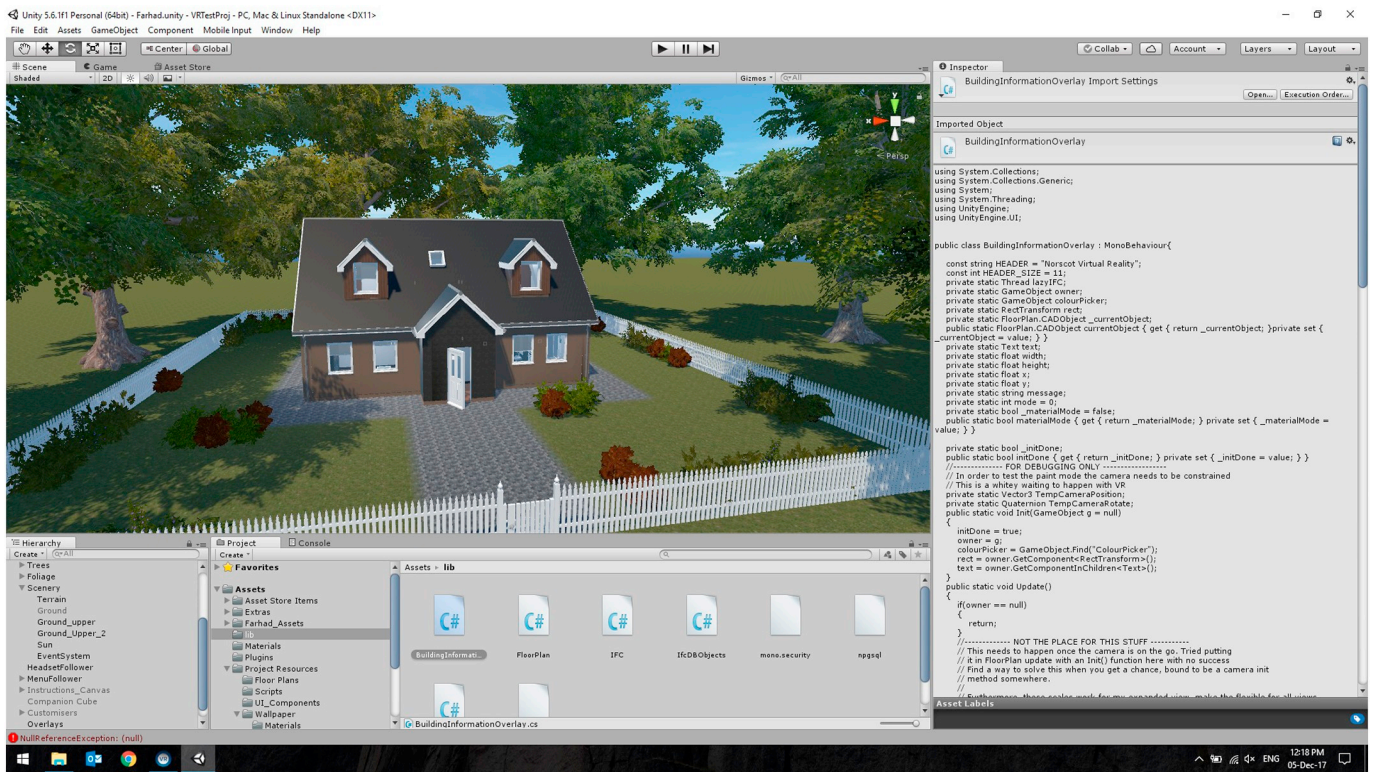 Unity 5.6.1f1 Personal (64bit) - Farhad.unity - VRTestProj - PC, Mac & Linux Standalone <DX11>
File Edit Assets GameObject Component Mobile Input Window Help
Center Global Collab Account Layers Layout
Scene Game Asset Store
Shaded 2D Gizmos All
y
x
Persp
Inspector
BuildingInformationOverlay Import Settings
Open... Execution Order...
Imported Object
BuildingInformationOverlay
using System.Collections;
using System.Collections.Generic;
using System;
using System.Threading;
using UnityEngine;
using UnityEngine.UI;
public class BuildingInformationOverlay : MonoBehaviour{
const string HEADER = "Norscot Virtual Reality";
const int HEADER_SIZE = 11;
private static Thread lazyIFC;
private static GameObject owner;
private static GameObject colourPicker;
private static RectTransform rect;
private static FloorPlan.CADObject _currentObject;
public static FloorPlan.CADObject currentObject { get { return _currentObject; }private set {
_currentObject = value; } }
private static Text text;
private static float width;
private static float height;
private static float x;
private static float y;
private static string message;
private static int mode = 0;
private static bool _materialMode = false;
public static bool materialMode { get { return _materialMode; } private set { _materialMode =
value; } }
private static bool _initDone;
public static bool initDone { get { return _initDone; } private set { _initDone = value; } }
//-------------- FOR DEBUGGING ONLY ------------------
// In order to test the paint mode the camera needs to be constrained
// This is a whitey waiting to happen with VR
private static Vector3 TempCameraPosition;
private static Quaternion TempCameraRotate;
public static void Init(GameObject g = null)
{
initDone = true;
owner = g;
colourPicker = GameObject.Find("ColourPicker");
rect = owner.GetComponent<RectTransform>();
text = owner.GetComponentInChildren<Text>();
}
public static void Update()
{
if(owner == null)
{
return;
}
//------------- NOT THE PLACE FOR THIS STUFF -----------
// This needs to happen once the camera is on the go. Tried putting
// it in FloorPlan update with an Init() function here with no success
// Find a way to solve this when you get a chance, bound to be a camera init
// method somewhere.
//
// Furthermore, these scales work for my expanded view, make the flexible for all views
Asset Labels
Hierarchy
Create All
Trees
Foliage
Scenery
Terrain
Ground
Ground_upper
Ground_Upper_2
Sun
EventSystem
HeadsetFollower
MenuFollower
Instructions_Canvas
Companion Cube
Customisers
Overlays
Project Console
Create
Favorites
Assets
Asset Store Items
Extras
Farhad_Assets
lib
Materials
Plugins
Project Resources
Floor Plans
Scripts
UI_Components
Wallpaper
Materials
Assets lib
C# C# C# C#
BuildingInformati.. FloorPlan IFC IfcDBObjects mono.security npgsql
C#
BuildingInformationOverlay.cs
NullReferenceException: (null)
ENG
12:18 PM
05-Dec-17